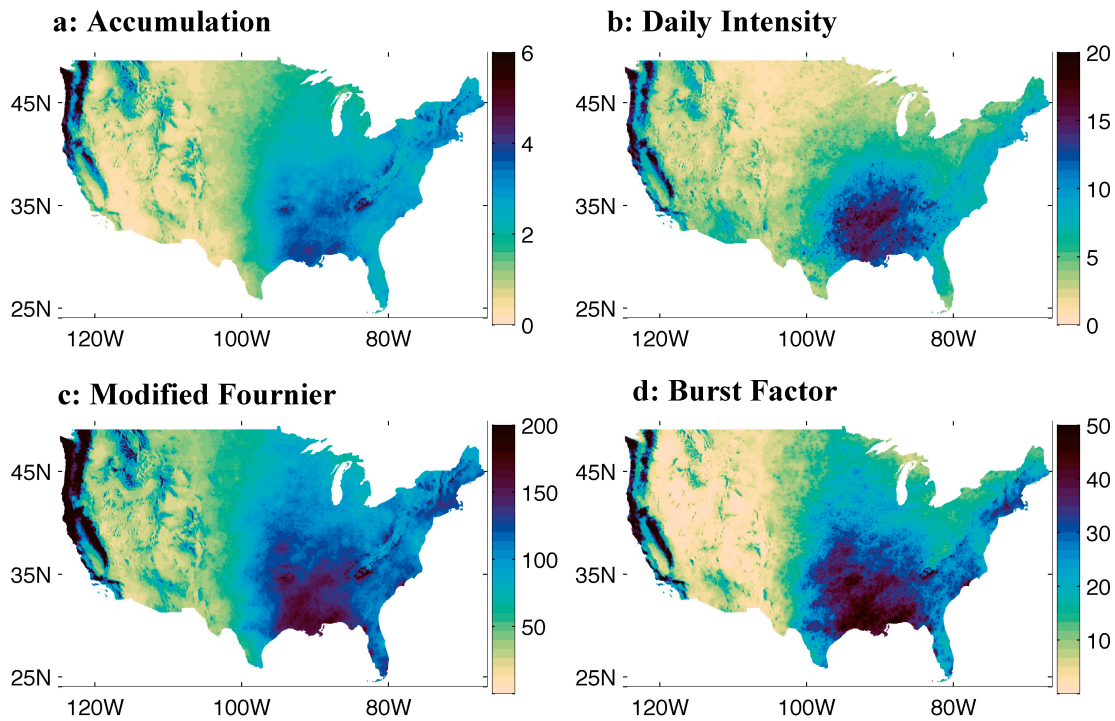 a: Accumulation
b: Daily Intensity
45N
35N
25N
120W
100W
80W
6
4
2
0
45N
35N
25N
120W
100W
80W
20
15
10
5
0
c: Modified Fournier
d: Burst Factor
45N
35N
25N
120W
100W
80W
200
150
100
50
45N
35N
25N
120W
100W
80W
50
40
30
20
10